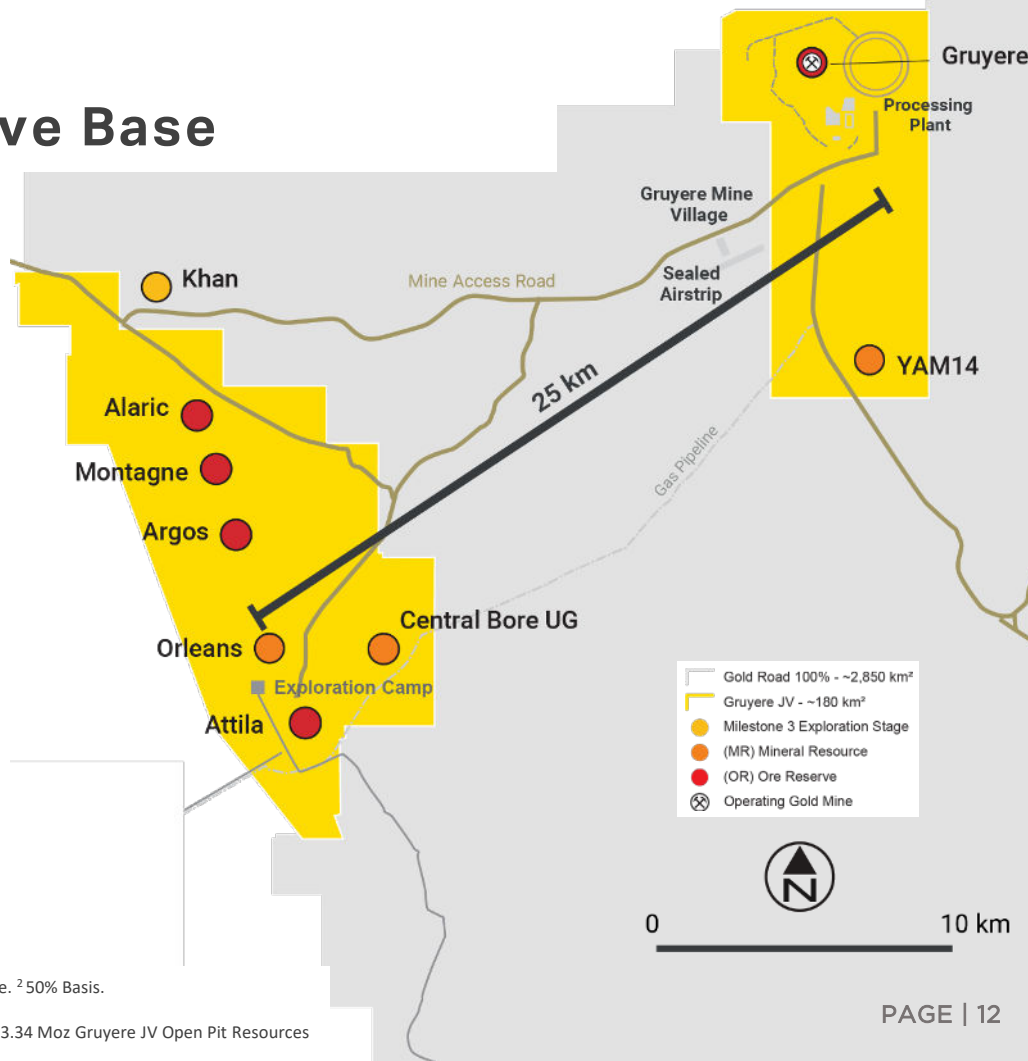 ve Base
Gruyere
Processing
Plant
Gruyere Mine
Village
Sealed
Airstrip
Khan
Mine Access Road
25 km
YAM14
Alaric
Montagne
Gas Pipeline
Argos
Orleans
Central Bore UG
Exploration Camp
Attila
Gold Road 100% - ~2,850 km²
Gruyere JV - ~180 km²
Milestone 3 Exploration Stage
(MR) Mineral Resource
(OR) Ore Reserve
Operating Gold Mine
N
0 10 km
e. ² 50% Basis.
3.34 Moz Gruyere JV Open Pit Resources
PAGE | 12